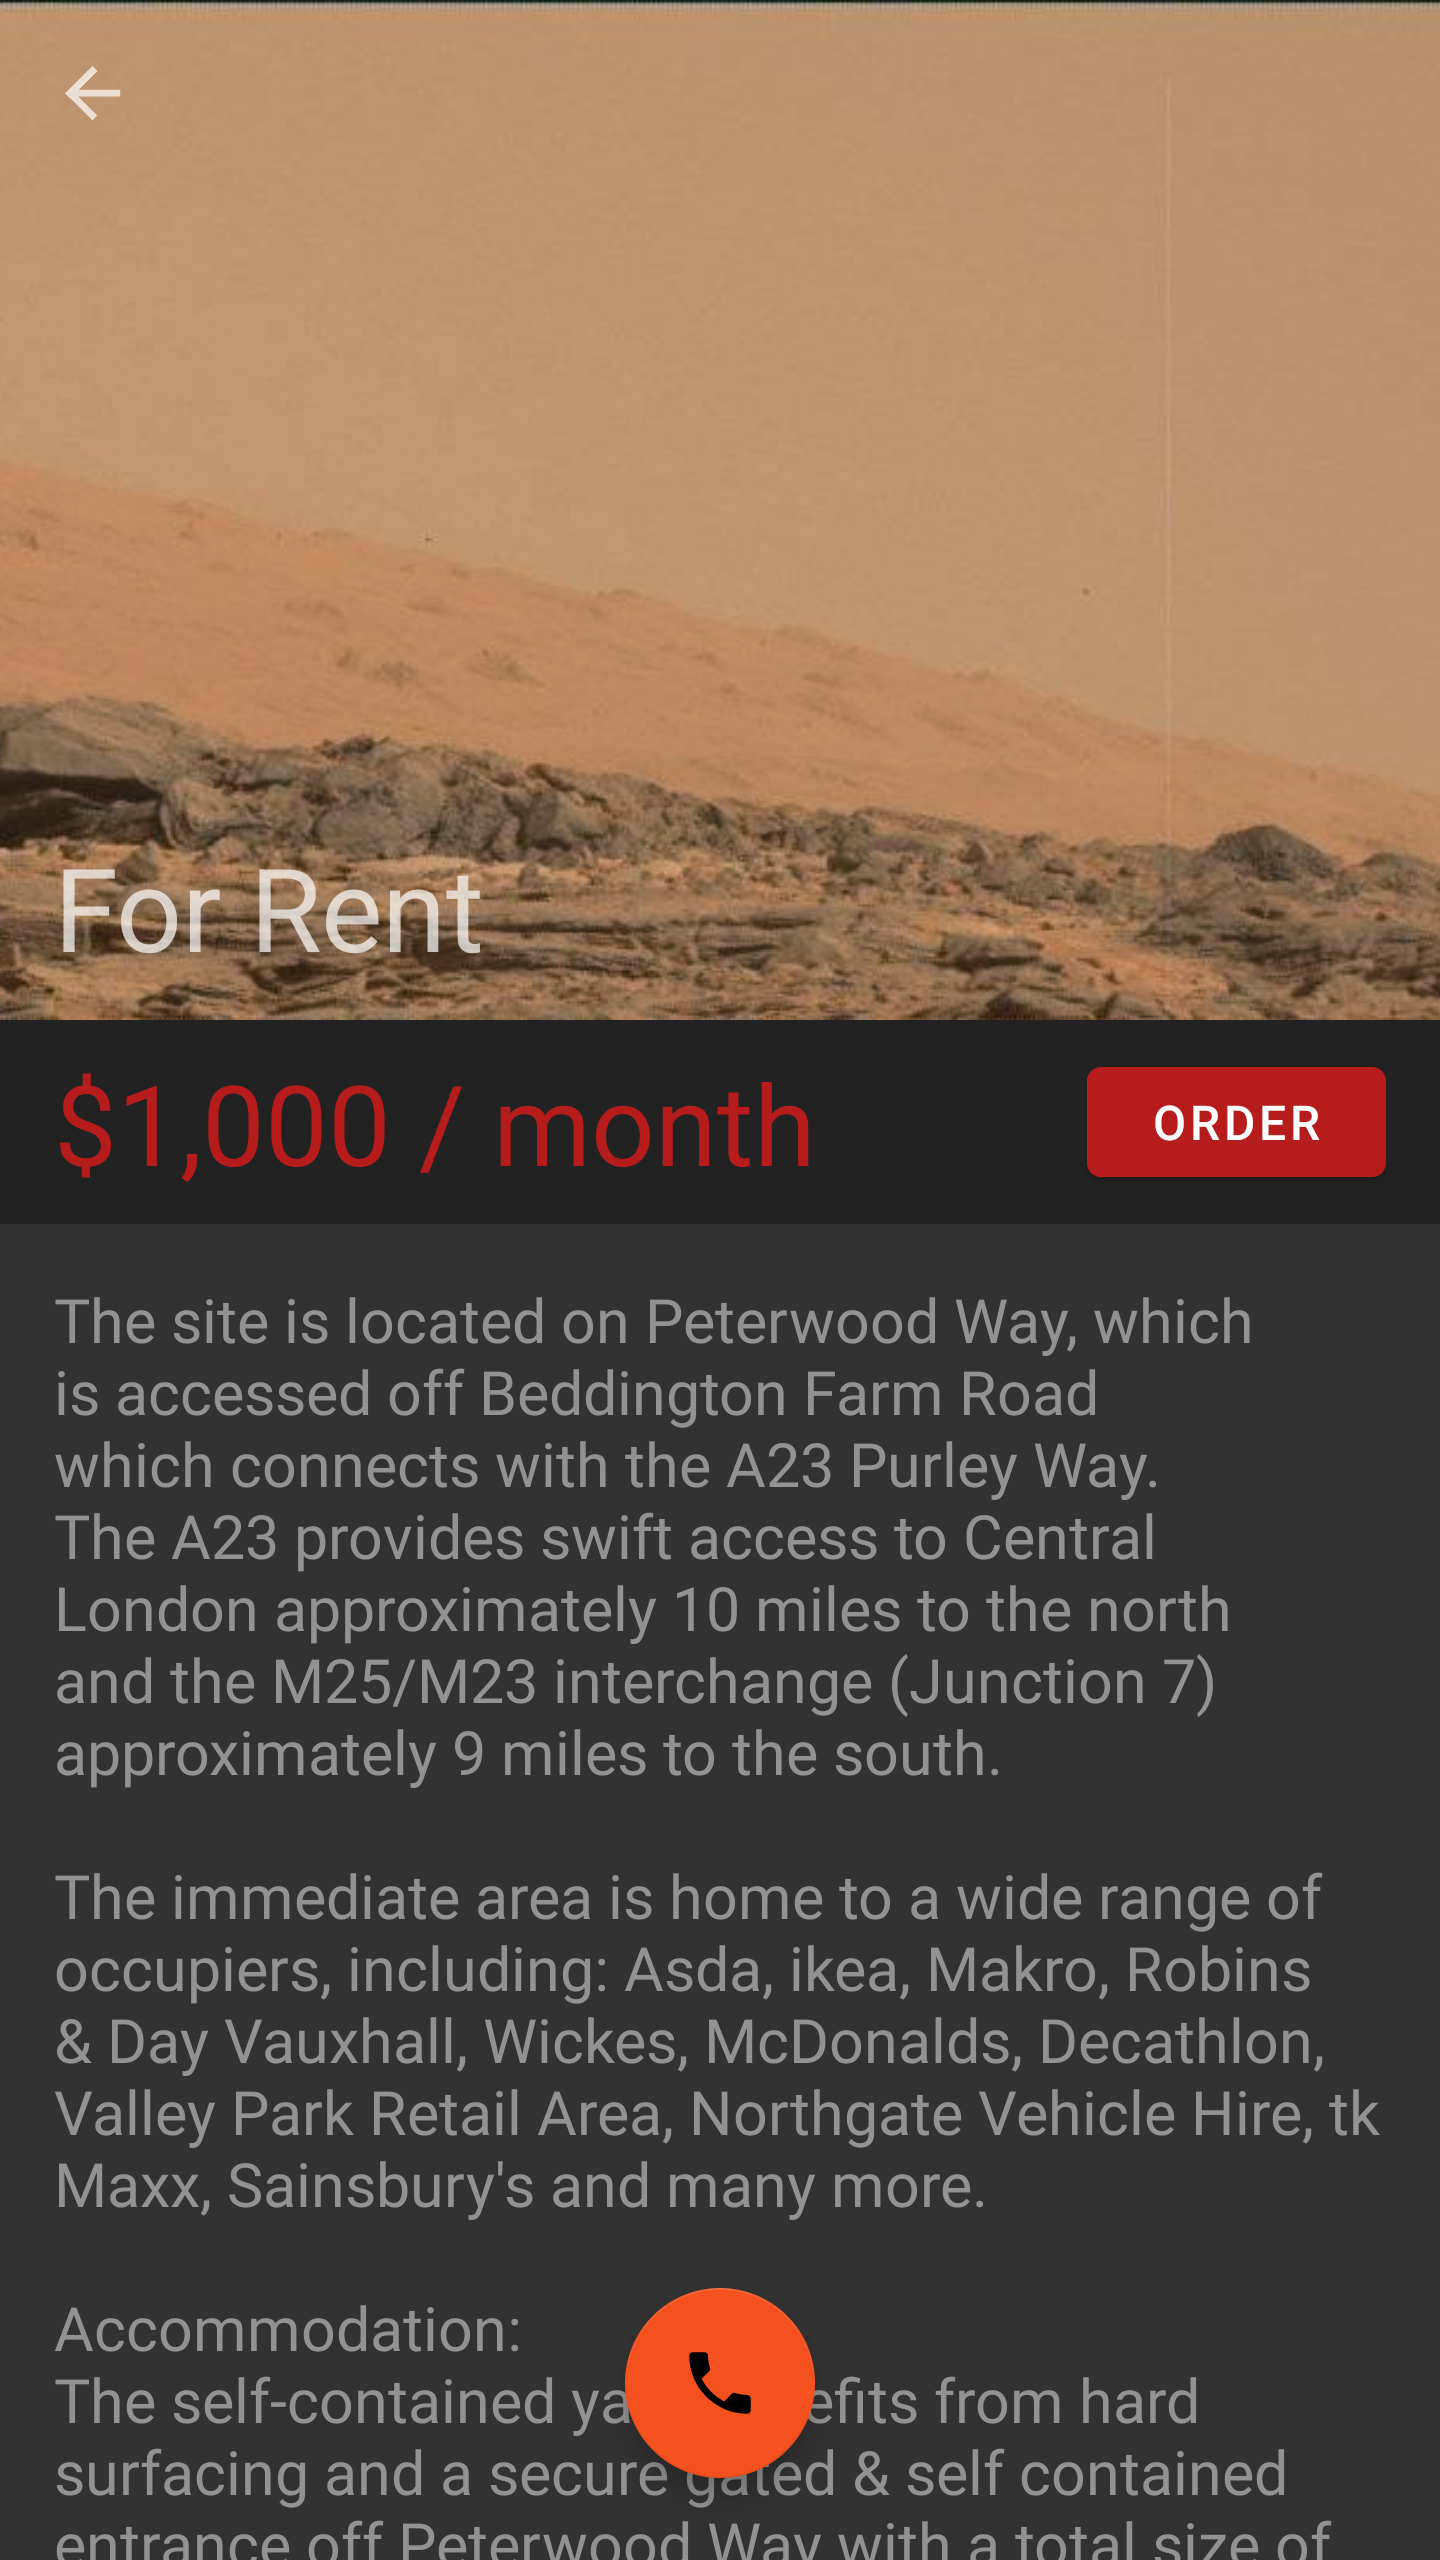 For Rent
$1,000 / month
ORDER
The site is located on Peterwood Way, which
is accessed off Beddington Farm Road
which connects with the A23 Purley Way.
The A23 provides swift access to Central
London approximately 10 miles to the north
and the M25/M23 interchange (Junction 7)
approximately 9 miles to the south.
The immediate area is home to a wide range of
occupiers, including: Asda, ikea, Makro, Robins
& Day Vauxhall, Wickes, McDonalds, Decathlon,
Valley Park Retail Area, Northgate Vehicle Hire, tk
Maxx, Sainsbury's and many more.
Accommodation:
The self-contained from hard
surfacing and a secure gated & self contained
entrance off Peterwood Way with a total size of